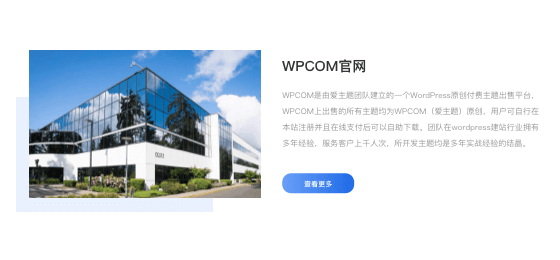 WPCOM官网
WPCOM是由爱主题团队建立的一个WordPress原创付费主题出售平台，
WPCOM上出售的所有主题均为WPCOM（爱主题）原创，用户可自行在
本站注册并且在线支付后可以自助下载。团队在wordpress建站行业拥有
多年经验，服务客户上千人次，所开发主题均是多年实战经验的结晶。
查看更多